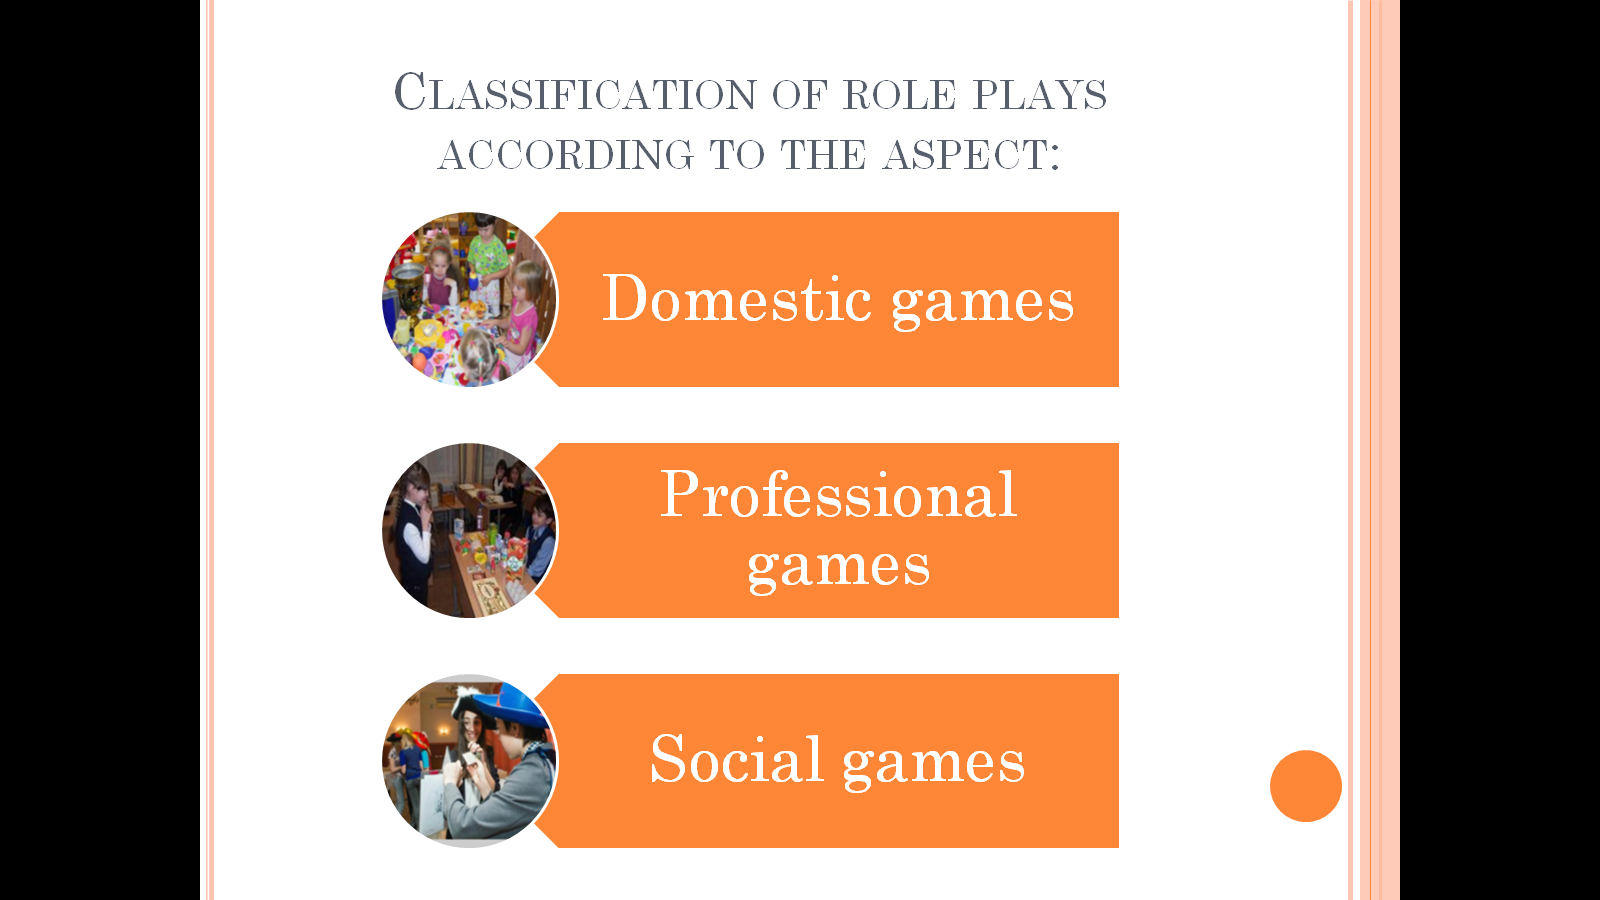 Classification of role plays
according to the aspect:
Domestic games
Professional
games
Social games